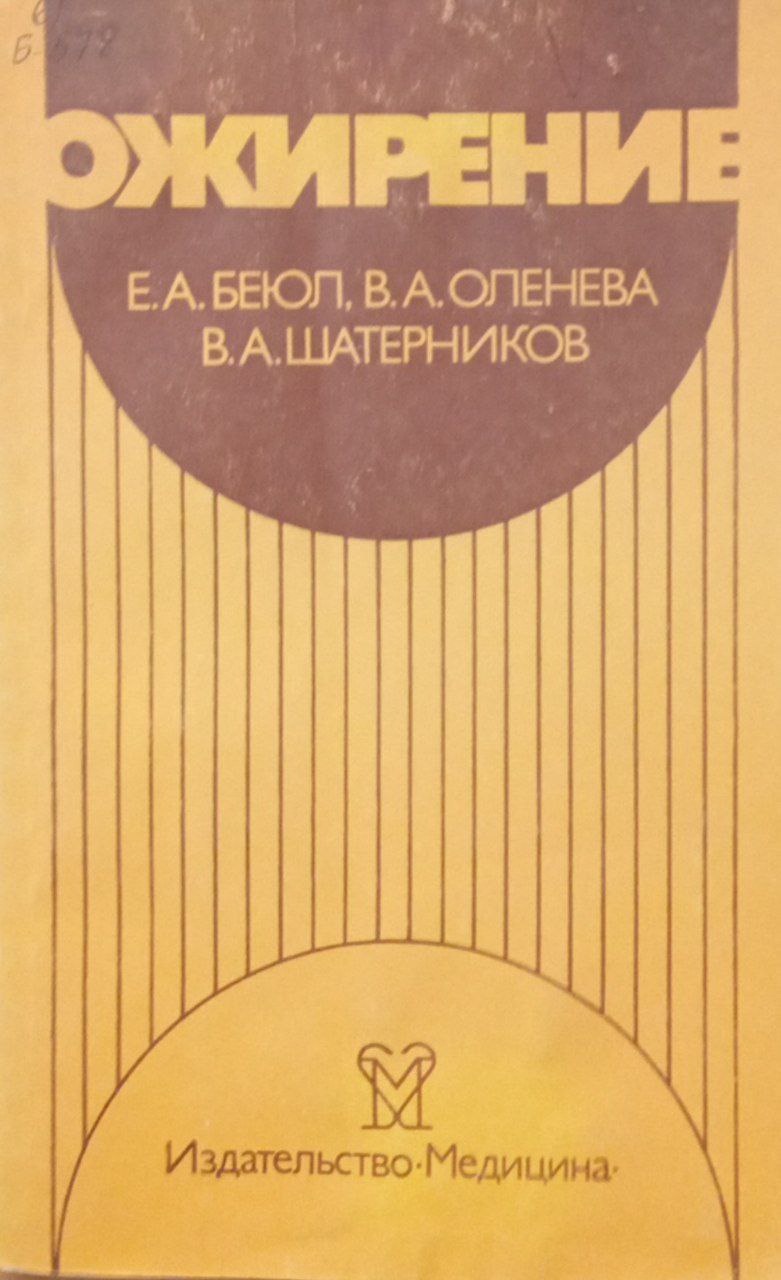 Б-578
ОЖИРЕНИЕ
Е.А.БЕЮЛ, В.А.ОЛЕНЕВА
В.А.ШАТЕРНИКОВ
Издательство·Медицина·